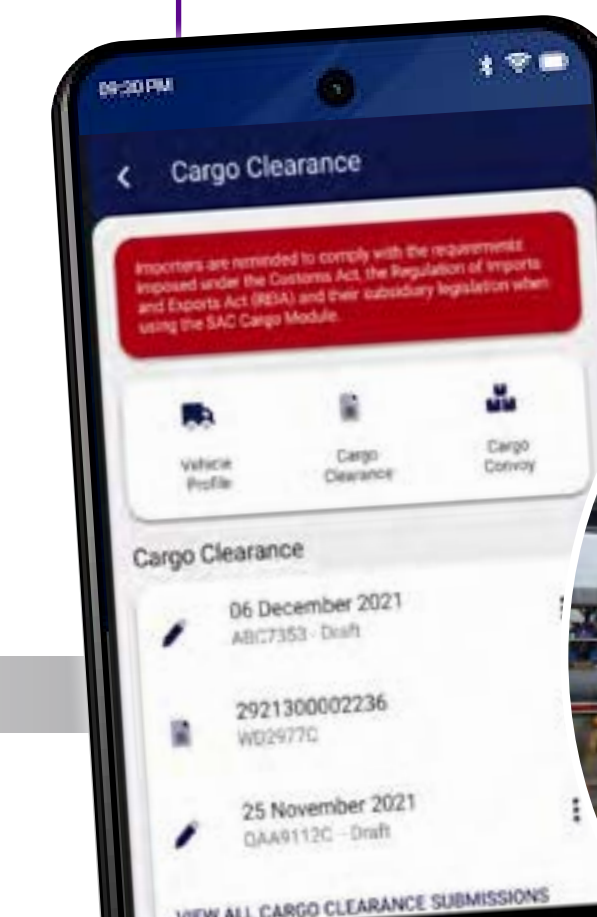 09:30 PM
Cargo Clearance
Importers are reminded to comply with the requirements
imposed under the Customs Act, the Regulation of Imports
and Exports Act (RIEA) and their subsidiary legislation when
using the SAC Cargo Module.
Vehicle
Profile
Cargo
Clearance
Cargo
Convoy
Cargo Clearance
06 December 2021
ABC7353 - Draft
2921300002236
WD2977C
25 November 2021
QAA9112C - Draft
VIEW ALL CARGO CLEARANCE SUBMISSIONS